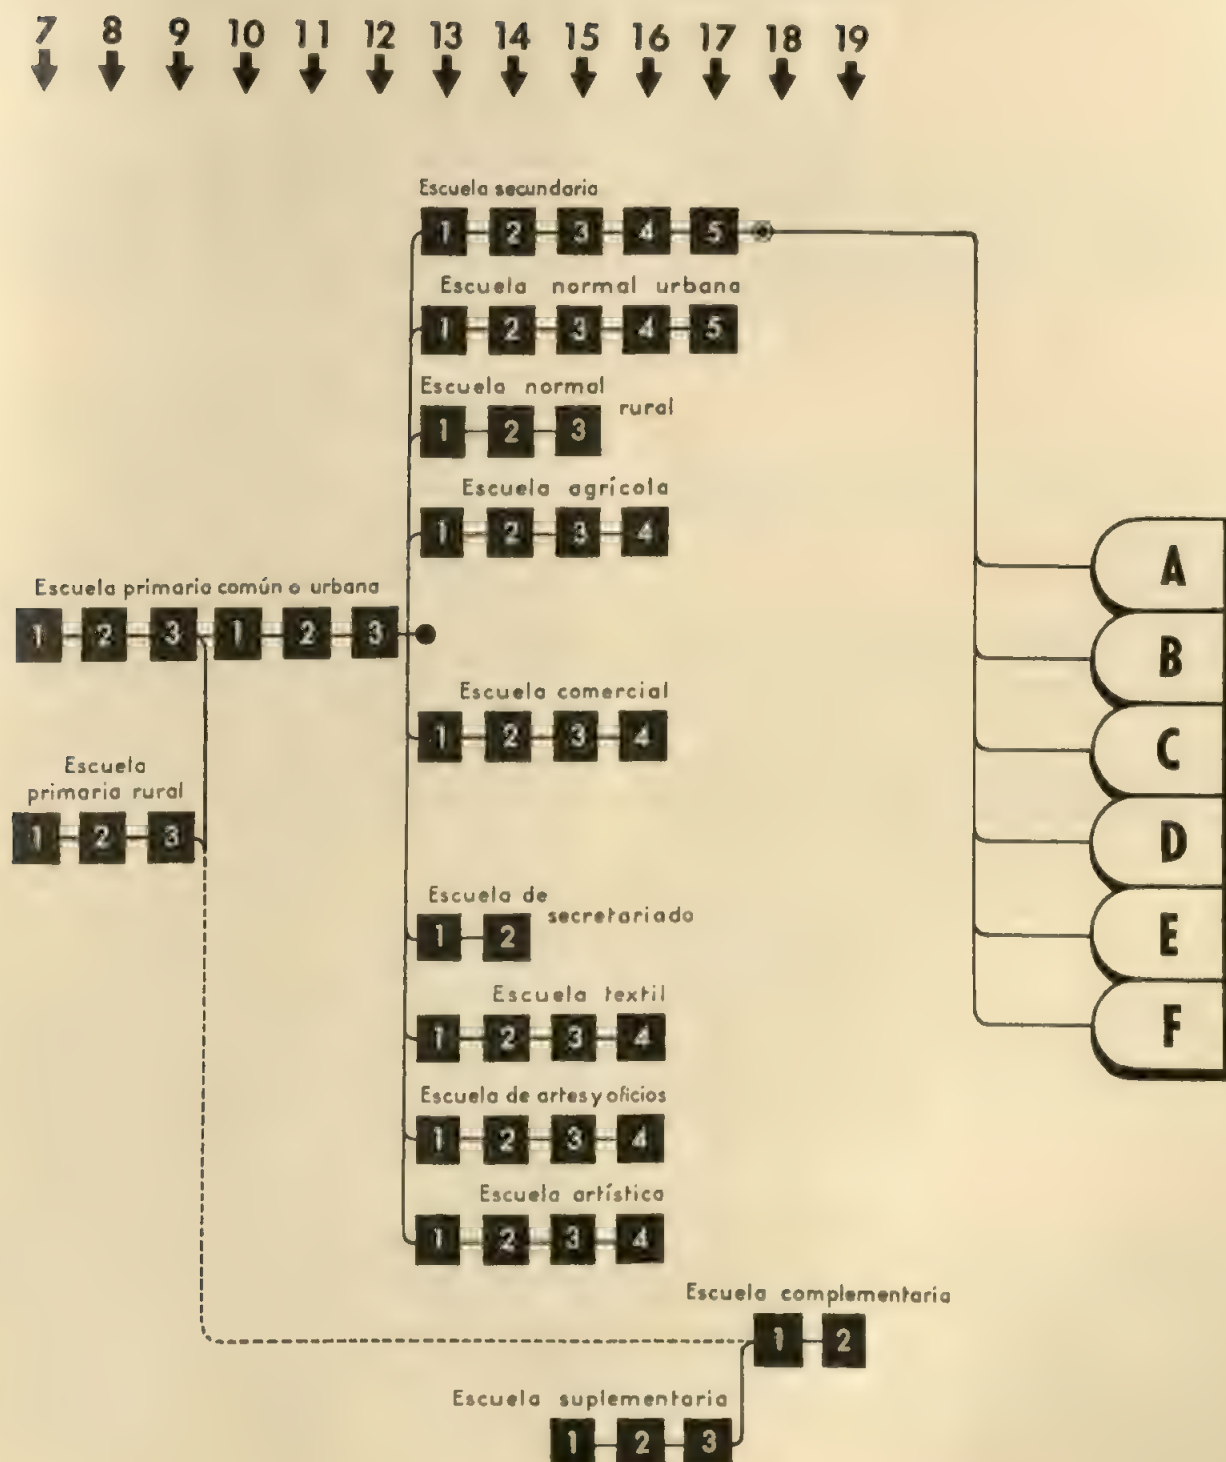 7 8 9 10 11 12 13 14 15 16 17 18 19
Escuela secundaria
1 2 3 4 5
Escuela normal urbana
1 2 3 4 5
Escuela normal
rural
1 2 3
Escuela agrícola
1 2 3 4
A
Escuela primaria común o urbana
1 2 3 1 2 3
B
Escuela comercial
1 2 3 4
C
Escuela
primaria rural
1 2 3
D
Escuela de
secretariado
1 2
E
Escuela textil
1 2 3 4
F
Escuela de artes y oficios
1 2 3 4
Escuela artística
1 2 3 4
Escuela complementaria
1 2
Escuela suplementaria
1 2 3